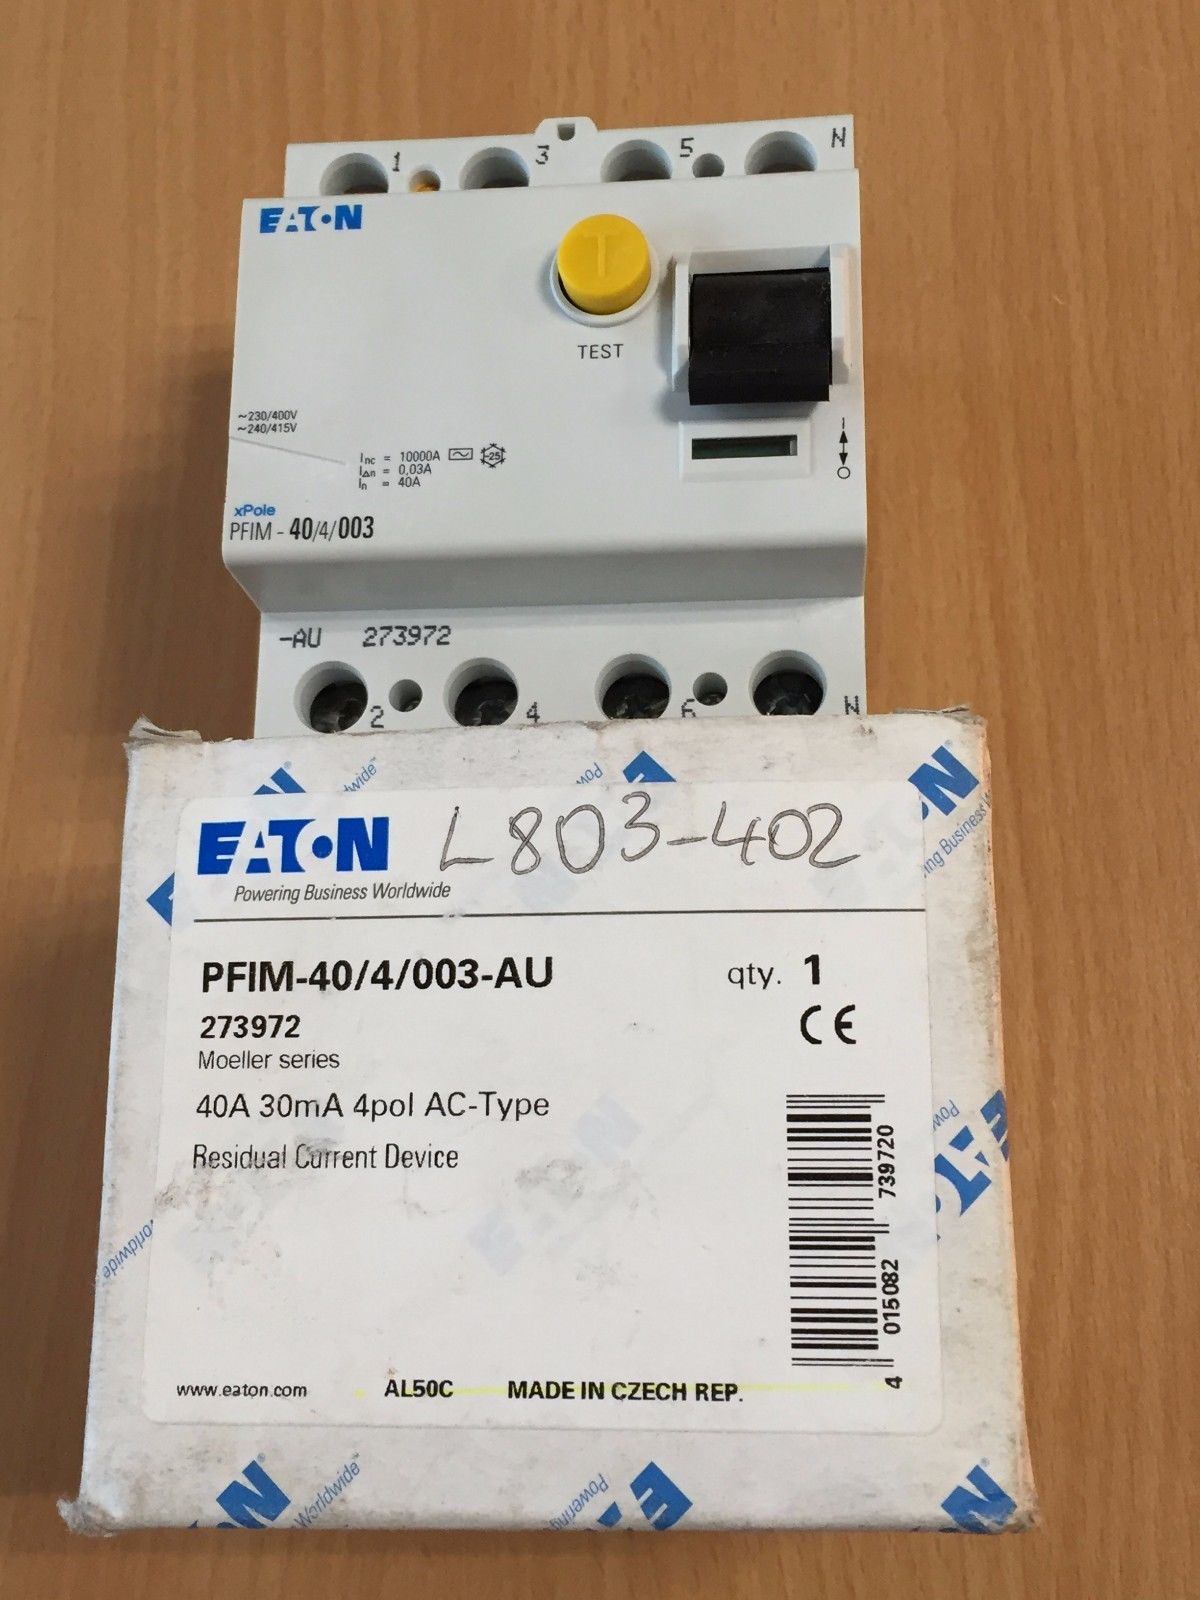 1 3 5 N
EATON
T
TEST
~230/400V
~240/415V
Inc = 10000A -25
I∆n = 0,03A
In = 40A
I
O
xPole
PFIM - 40/4/003
-AU 273972
2 4 6 N
EATON L803-402
Powering Business Worldwide
PFIM-40/4/003-AU qty. 1
273972 CE
Moeller series
40A 30mA 4pol AC-Type
Residual Current Device
4 015082 739720
www.eaton.com AL50C MADE IN CZECH REP.